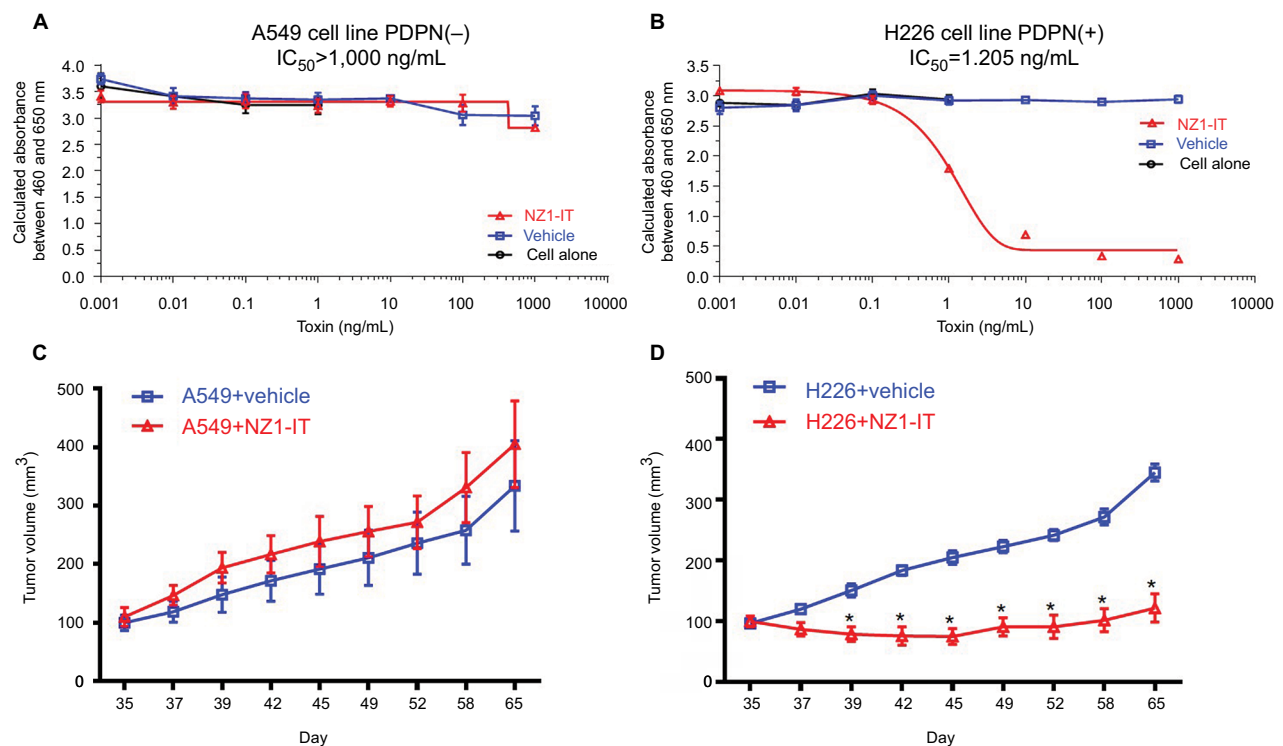 A
A549 cell line PDPN(–)
IC50>1,000 ng/mL
Calculated absorbance
between 460 and 650 nm
4.0
3.5
3.0
2.5
2.0
1.5
1.0
0.5
0.0
NZ1-IT
Vehicle
Cell alone
0.001 0.01 0.1 1 10 100 1000 10000
Toxin (ng/mL)
B
H226 cell line PDPN(+)
IC50=1.205 ng/mL
Calculated absorbance
between 460 and 650 nm
3.5
3.0
2.5
2.0
1.5
1.0
0.5
0.0
NZ1-IT
Vehicle
Cell alone
0.001 0.01 0.1 1 10 100 1000 10000
Toxin (ng/mL)
C
Tumor volume (mm3)
500
400
300
200
100
0
A549+vehicle
A549+NZ1-IT
35 37 39 42 45 49 52 58 65
Day
D
Tumor volume (mm3)
500
400
300
200
100
0
H226+vehicle
H226+NZ1-IT
* * * * * * *
35 37 39 42 45 49 52 58 65
Day